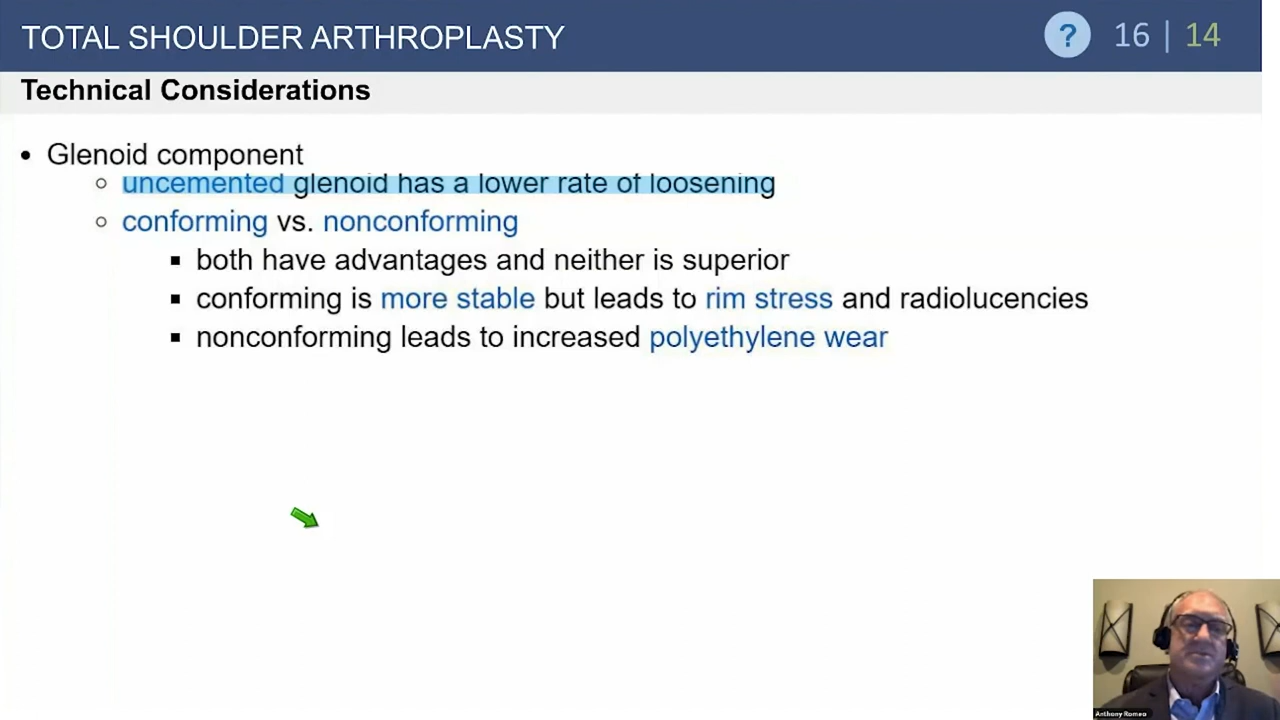 TOTAL SHOULDER ARTHROPLASTY
? 16 | 14
Technical Considerations
• Glenoid component
○ uncemented glenoid has a lower rate of loosening
○ conforming vs. nonconforming
▪ both have advantages and neither is superior
▪ conforming is more stable but leads to rim stress and radiolucencies
▪ nonconforming leads to increased polyethylene wear
Anthony Romeo